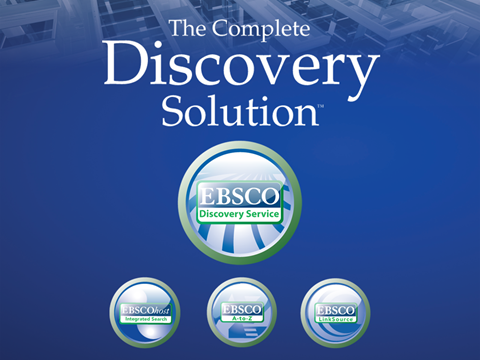 The Complete
Discovery
Solution™
EBSCO
Discovery Service
EBSCOhost
Integrated Search
EBSCO
A-to-Z
EBSCO
LinkSource